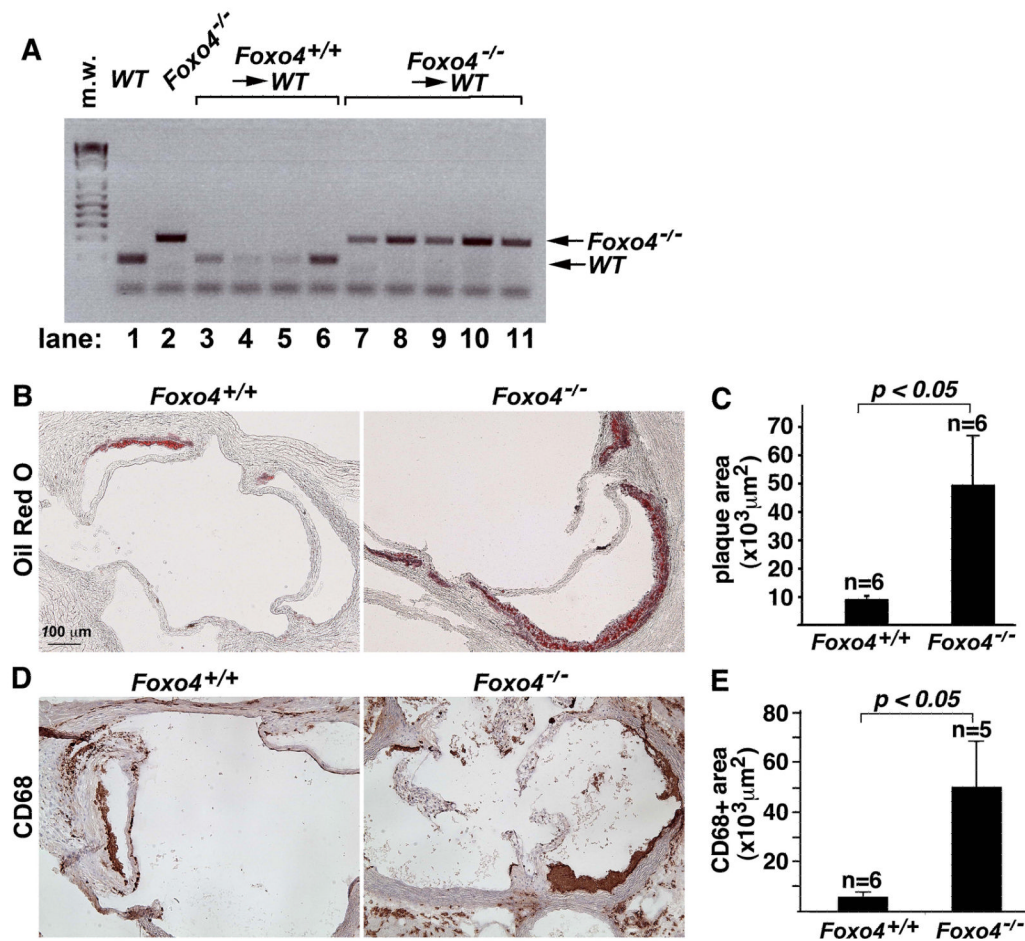 A
m.w.
WT
Foxo4-/-
Foxo4+/+
→ WT
Foxo4-/-
→ WT
Foxo4-/-
WT
lane: 1 2 3 4 5 6 7 8 9 10 11
B
Foxo4+/+
Foxo4-/-
Oil Red O
100 µm
C
p < 0.05
plaque area
(x10³µm²)
70
60
50
40
30
20
10
n=6
n=6
Foxo4+/+
Foxo4-/-
D
Foxo4+/+
Foxo4-/-
CD68
E
p < 0.05
CD68+ area
(x10³µm²)
80
60
40
20
n=6
n=5
Foxo4+/+
Foxo4-/-